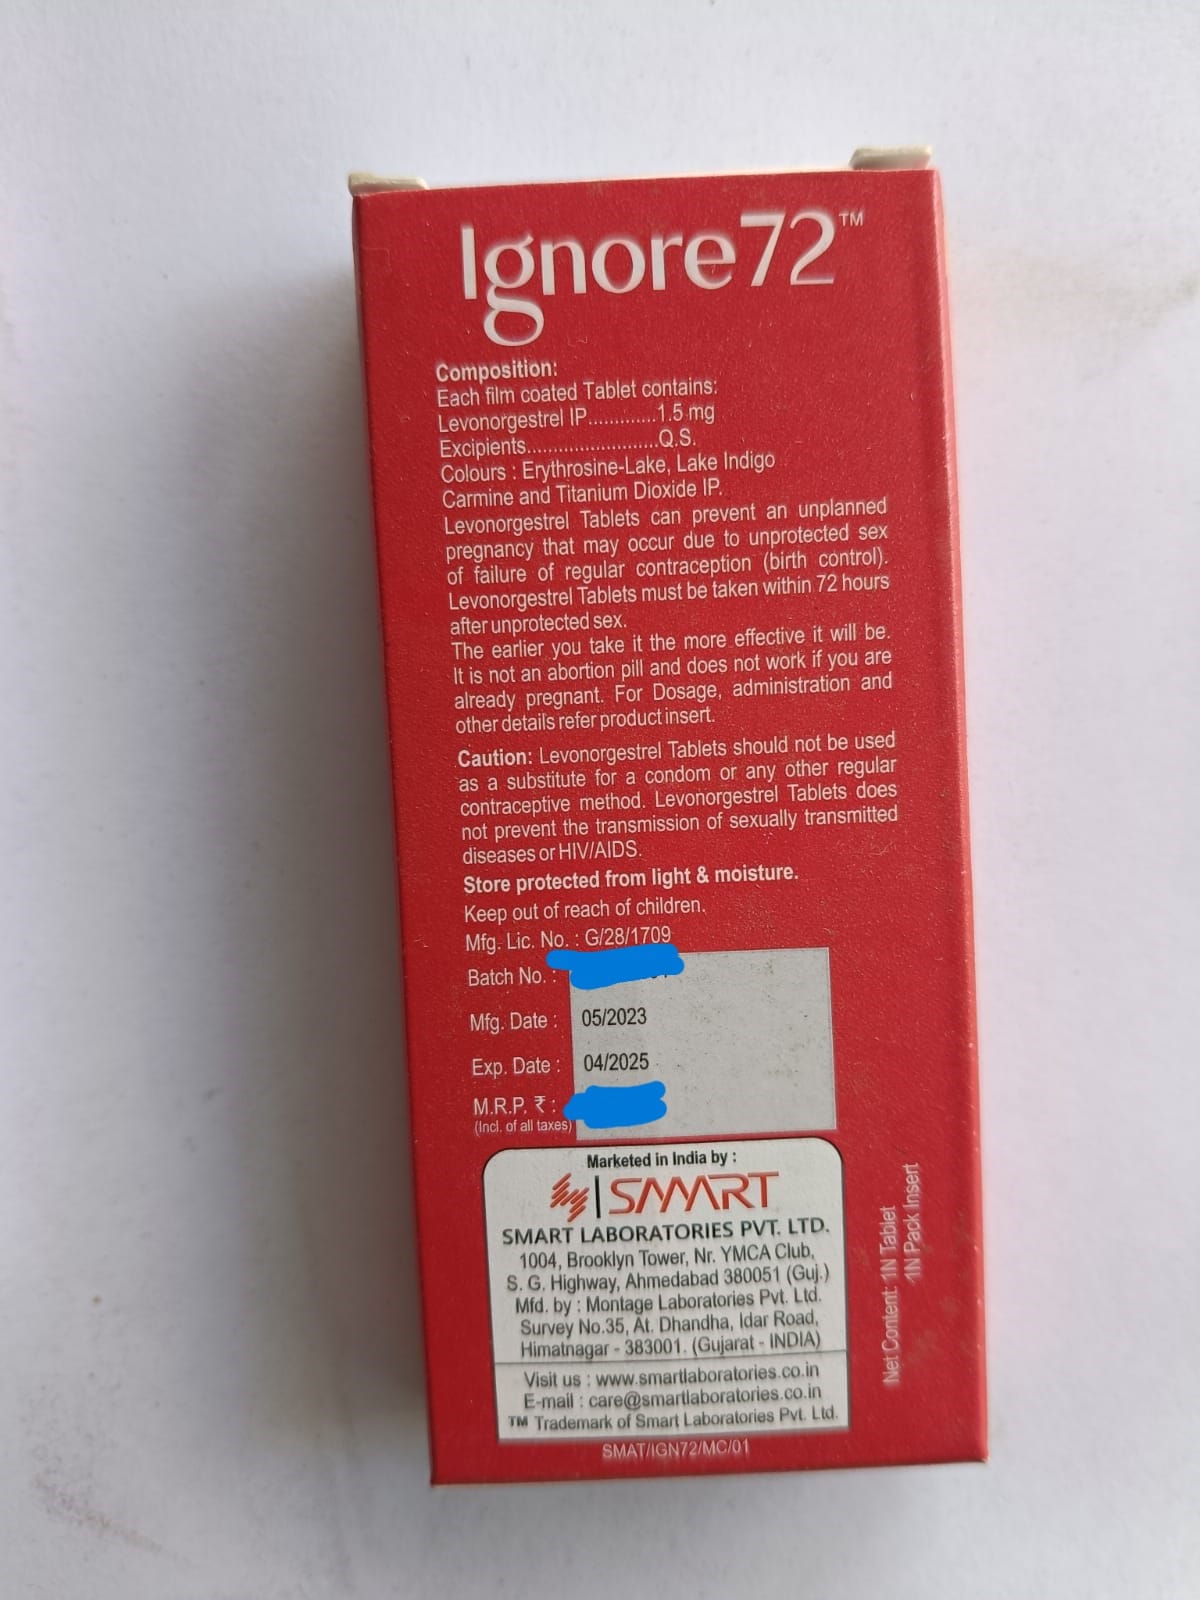 Ignore72™
Composition:
Each film coated Tablet contains:
Levonorgestrel IP.............1.5 mg
Excipients.........................Q.S.
Colours : Erythrosine-Lake, Lake Indigo
Carmine and Titanium Dioxide IP.
Levonorgestrel Tablets can prevent an unplanned
pregnancy that may occur due to unprotected sex
of failure of regular contraception (birth control).
Levonorgestrel Tablets must be taken within 72 hours
after unprotected sex.
The earlier you take it the more effective it will be.
It is not an abortion pill and does not work if you are
already pregnant. For Dosage, administration and
other details refer product insert.
Caution: Levonorgestrel Tablets should not be used
as a substitute for a condom or any other regular
contraceptive method. Levonorgestrel Tablets does
not prevent the transmission of sexually transmitted
diseases or HIV/AIDS.
Store protected from light & moisture.
Keep out of reach of children.
Mfg. Lic. No. : G/28/1709
Batch No. :
Mfg. Date : 05/2023
Exp. Date : 04/2025
M.R.P. ₹ :
(Incl. of all taxes)
Marketed in India by :
SMART
SMART LABORATORIES PVT. LTD.
1004, Brooklyn Tower, Nr. YMCA Club,
S. G. Highway, Ahmedabad 380051 (Guj.)
Mfd. by : Montage Laboratories Pvt. Ltd.
Survey No.35, At. Dhandha, Idar Road,
Himatnagar - 383001. (Gujarat - INDIA)
Visit us : www.smartlaboratories.co.in
E-mail : care@smartlaboratories.co.in
™ Trademark of Smart Laboratories Pvt. Ltd.
SMAT/IGN72/MC/01
Net Content: 1N Tablet
1N Pack Insert